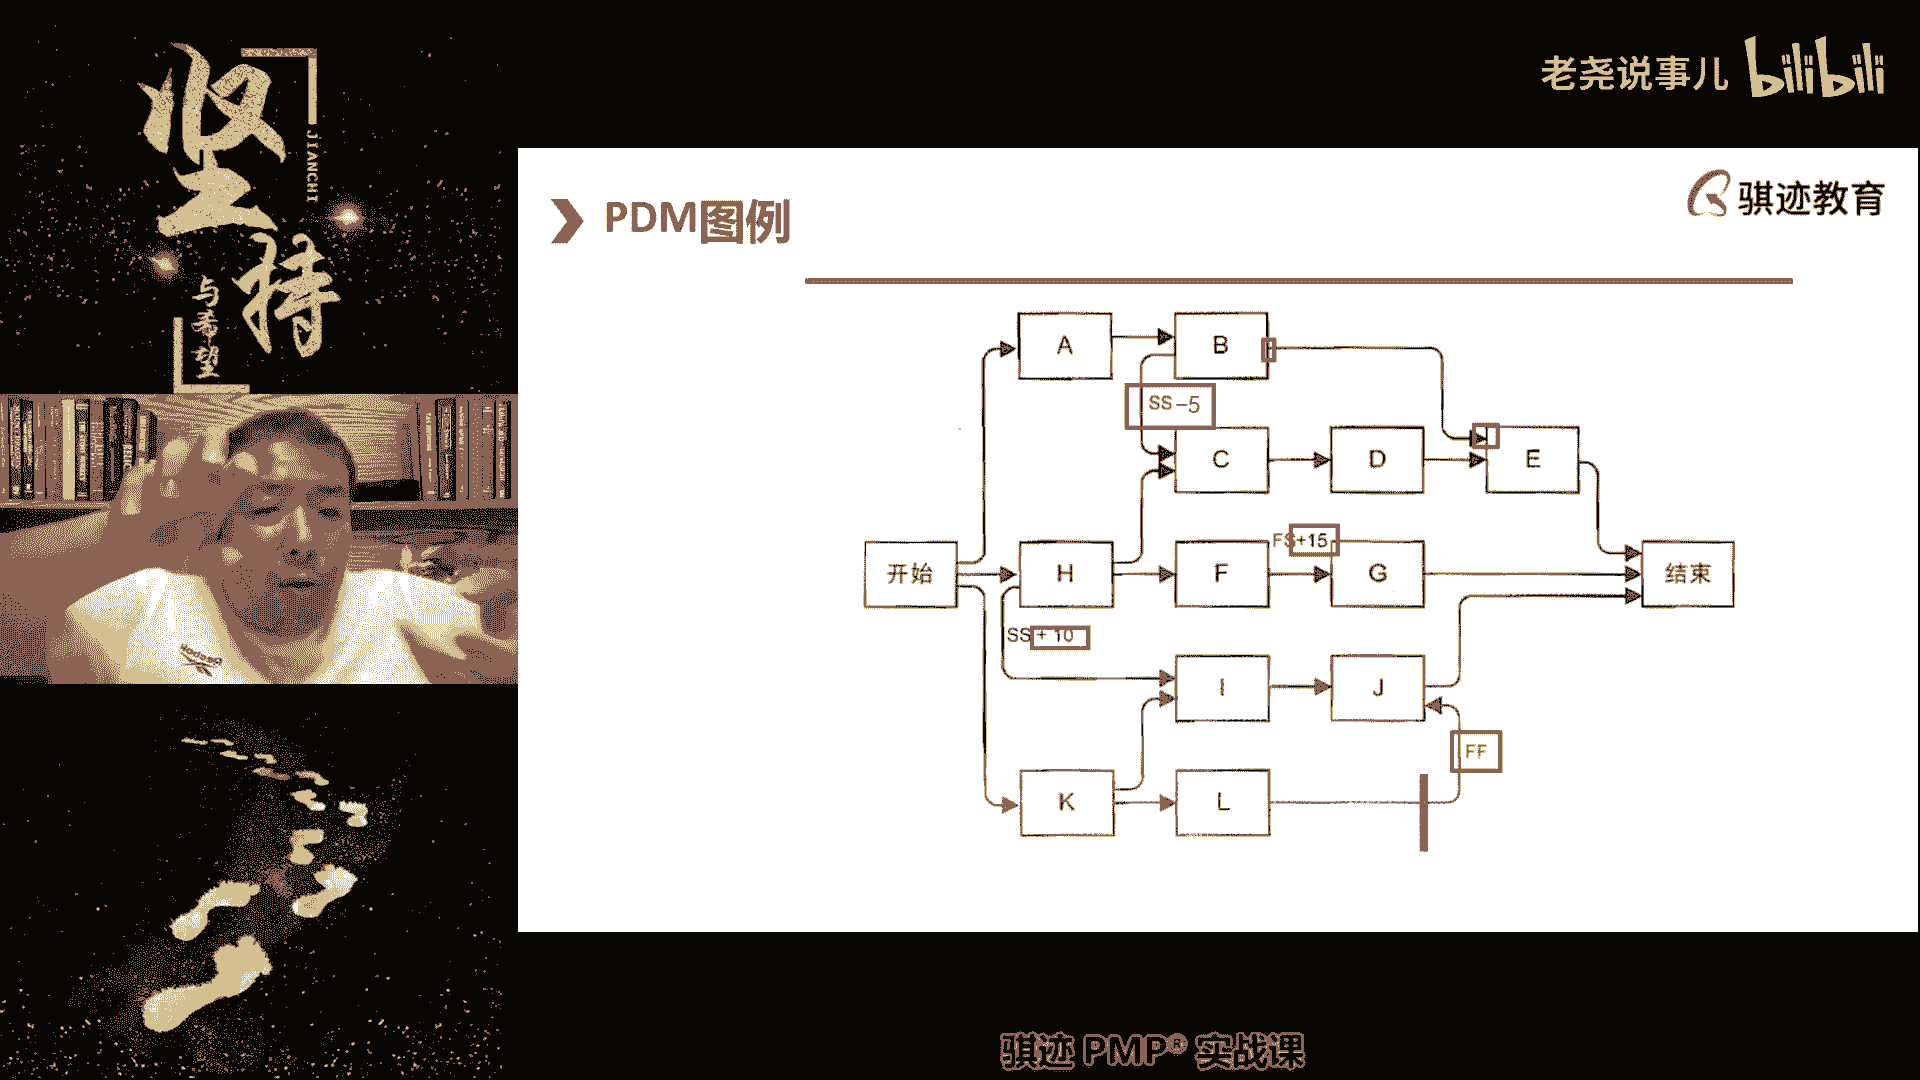 坚持
JIANCHI
与希望
老尧说事儿 bilibili
骐迹教育
PDM图例
A
B
SS-5
C
D
E
FS+15
开始
H
F
G
结束
SS+10
I
J
FF
K
L
Reebok
骐迹 PMP® 实战课